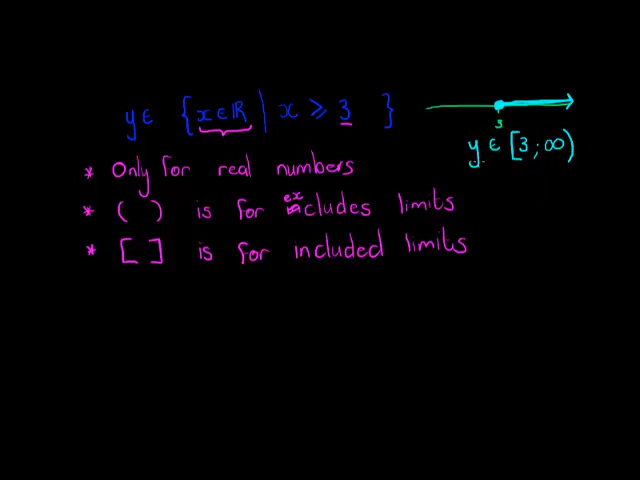 y ∈ { x ∈ ℝ | x ≥ 3 }
3
y ∈ [3 ; ∞)
* Only for real numbers
* ( ) is for excludes limits
* [ ] is for included limits